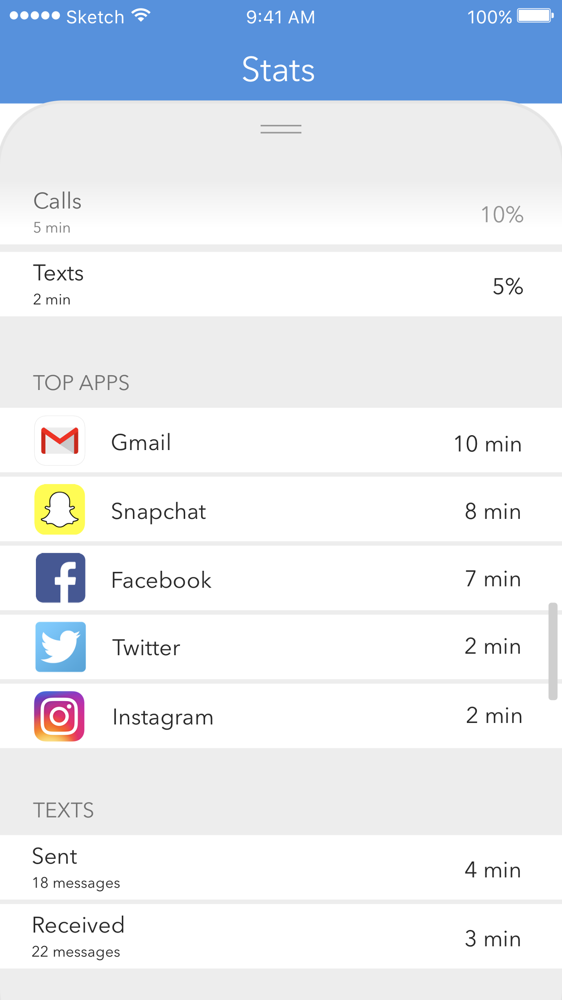 Sketch 9:41 AM 100%
Stats
Calls
5 min
10%
Texts
2 min
5%
TOP APPS
Gmail 10 min
Snapchat 8 min
Facebook 7 min
Twitter 2 min
Instagram 2 min
TEXTS
Sent
18 messages
4 min
Received
22 messages
3 min